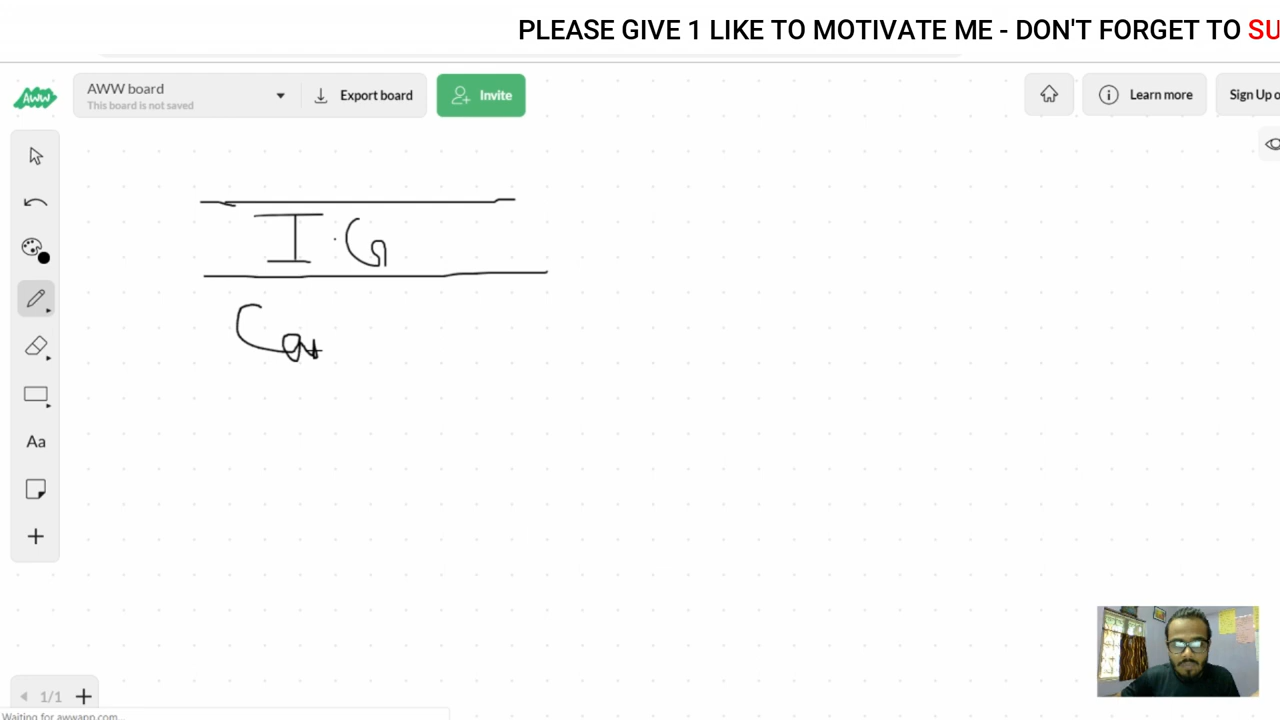 PLEASE GIVE 1 LIKE TO MOTIVATE ME - DON'T FORGET TO SU
AWW
AWW board
This board is not saved
Export board
Invite
Learn more
Sign Up o
I.G
Aa
1/1
Waiting for awwapp.com...